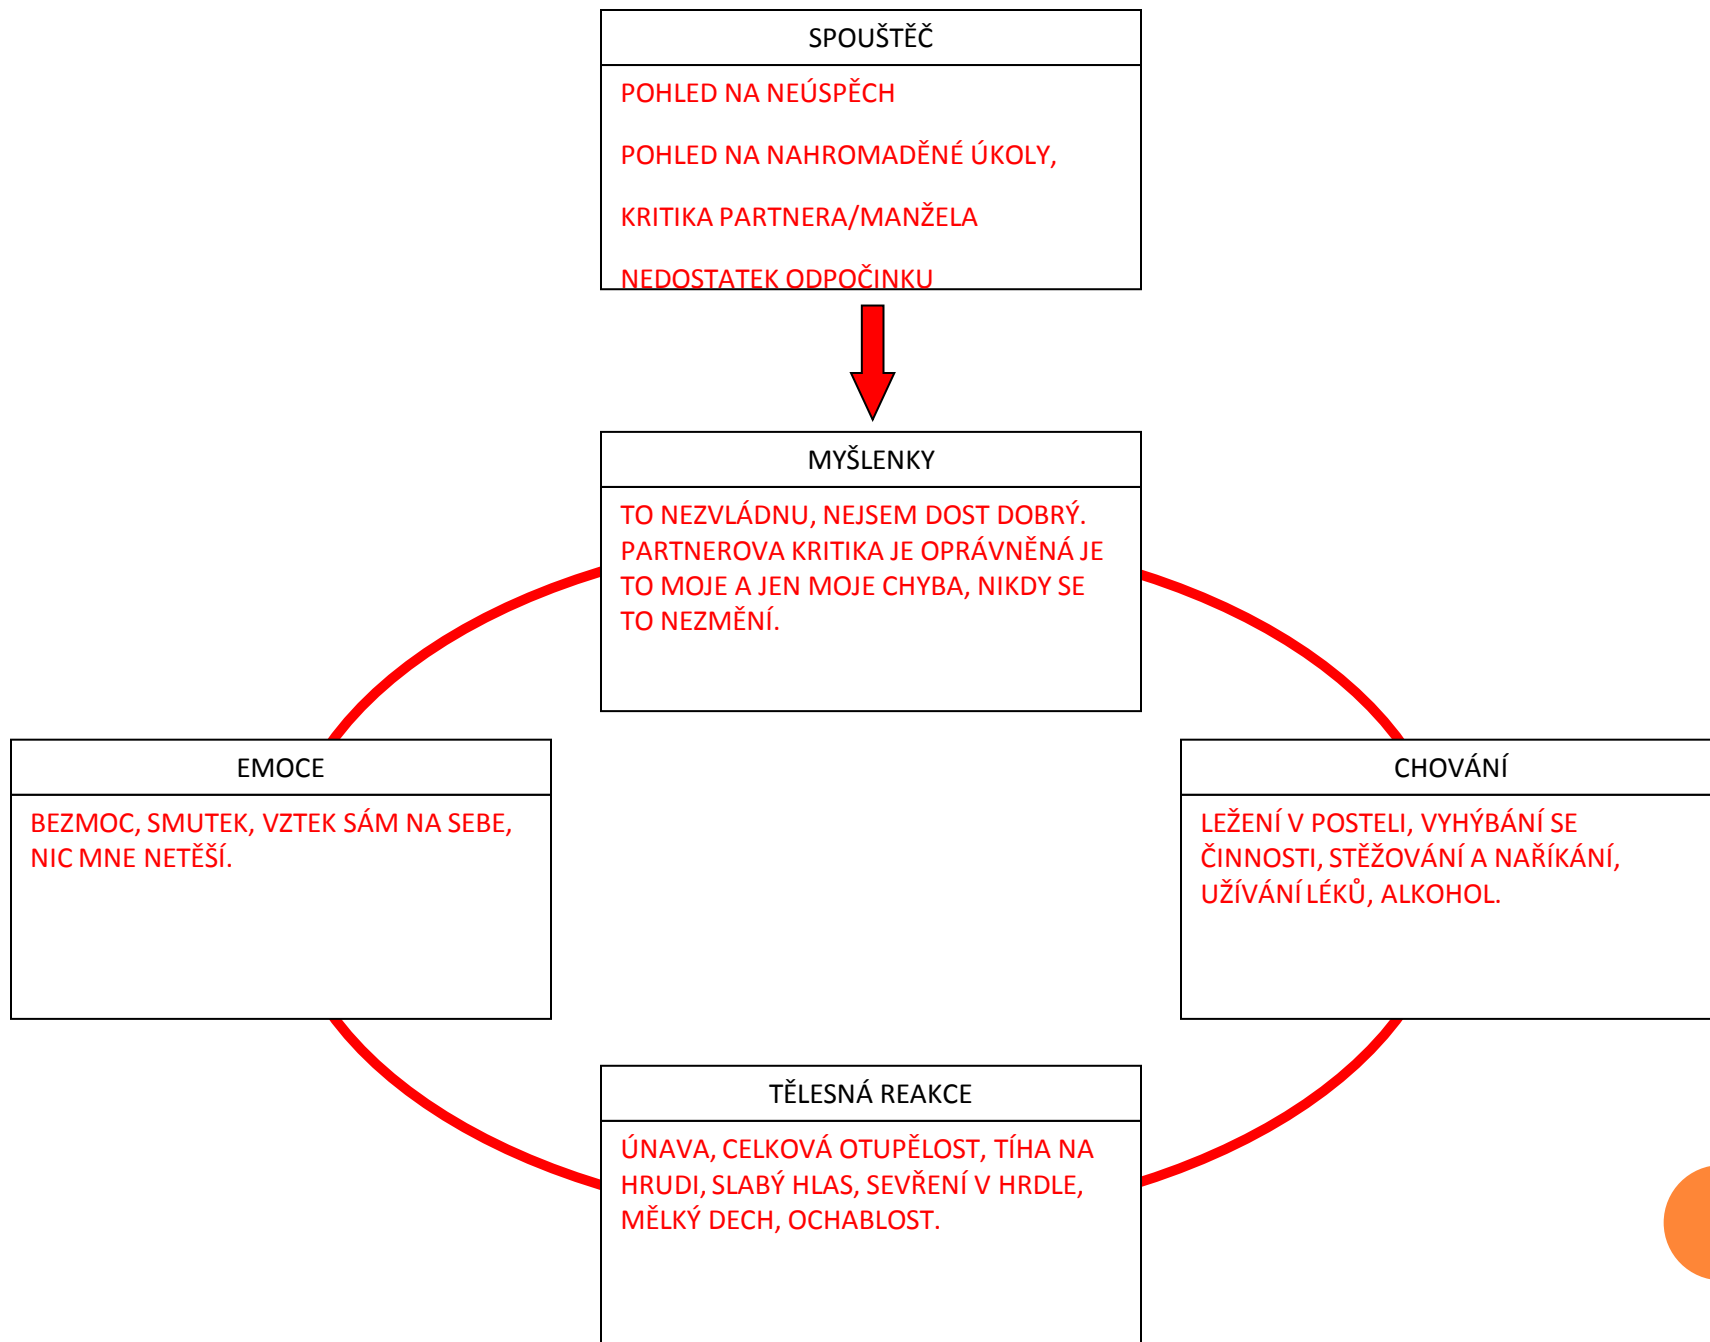 SPOUŠTĚČ
POHLED NA NEÚSPĚCH
POHLED NA NAHROMADĚNÉ ÚKOLY,
KRITIKA PARTNERA/MANŽELA
NEDOSTATEK ODPOČINKU
MYŠLENKY
TO NEZVLÁDNU, NEJSEM DOST DOBRÝ.
PARTNEROVA KRITIKA JE OPRÁVNĚNÁ JE
TO MOJE A JEN MOJE CHYBA, NIKDY SE
TO NEZMĚNÍ.
EMOCE
BEZMOC, SMUTEK, VZTEK SÁM NA SEBE,
NIC MNE NETĚŠÍ.
CHOVÁNÍ
LEŽENÍ V POSTELI, VYHÝBÁNÍ SE
ČINNOSTI, STĚŽOVÁNÍ A NAŘÍKÁNÍ,
UŽÍVÁNÍ LÉKŮ, ALKOHOL.
TĚLESNÁ REAKCE
ÚNAVA, CELKOVÁ OTUPĚLOST, TÍHA NA
HRUDI, SLABÝ HLAS, SEVŘENÍ V HRDLE,
MĚLKÝ DECH, OCHABLOST.